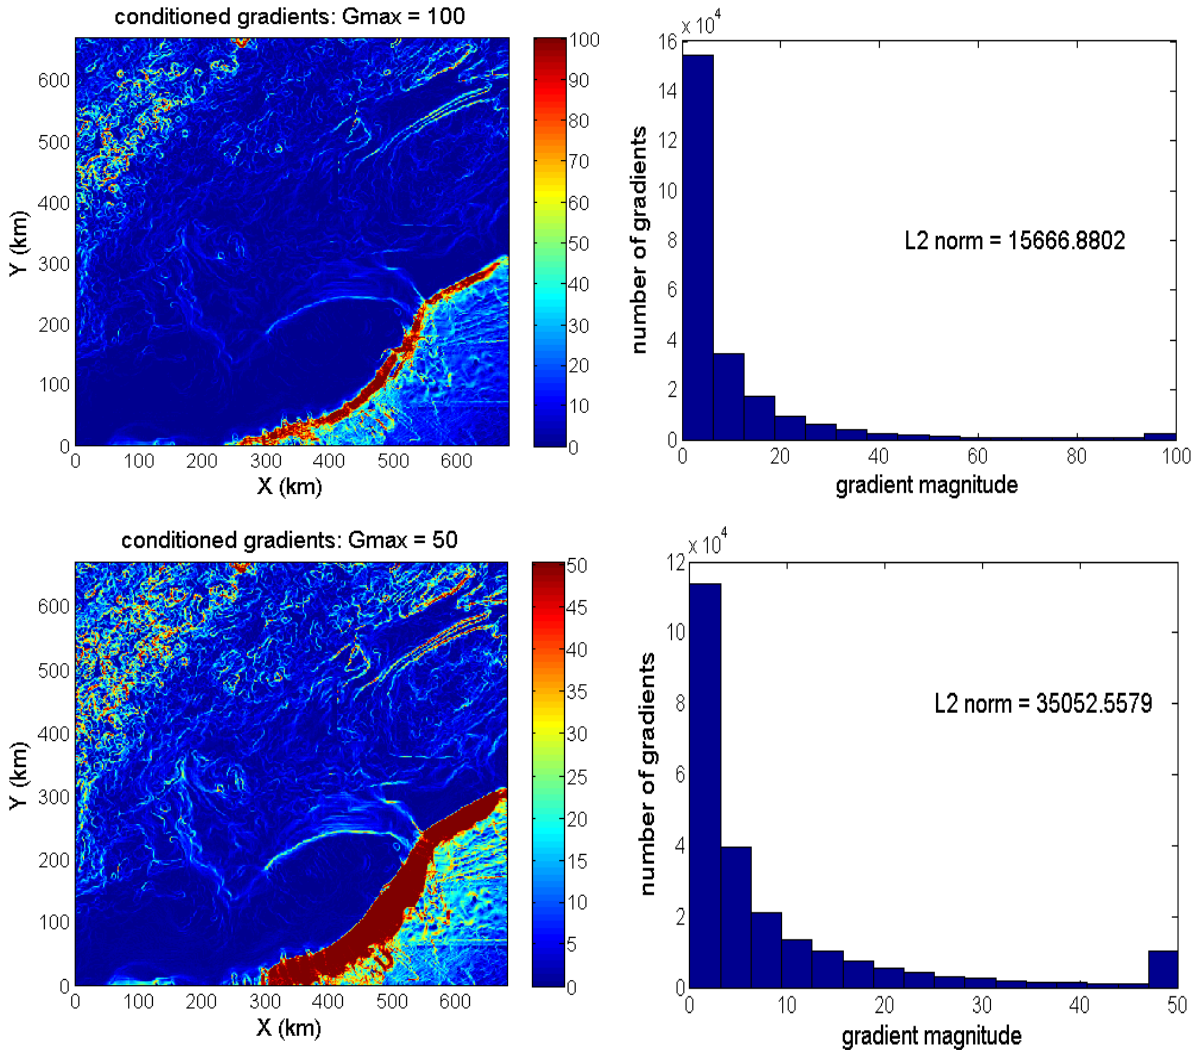 conditioned gradients: Gmax = 100
Y (km)
600
500
400
300
200
100
0
0 100 200 300 400 500 600
X (km)
100
90
80
70
60
50
40
30
20
10
0
x 10^4
number of gradients
16
14
12
10
8
6
4
2
0
L2 norm = 15666.8802
0 20 40 60 80 100
gradient magnitude
conditioned gradients: Gmax = 50
Y (km)
600
500
400
300
200
100
0
0 100 200 300 400 500 600
X (km)
50
45
40
35
30
25
20
15
10
5
0
x 10^4
number of gradients
12
10
8
6
4
2
0
L2 norm = 35052.5579
0 10 20 30 40 50
gradient magnitude